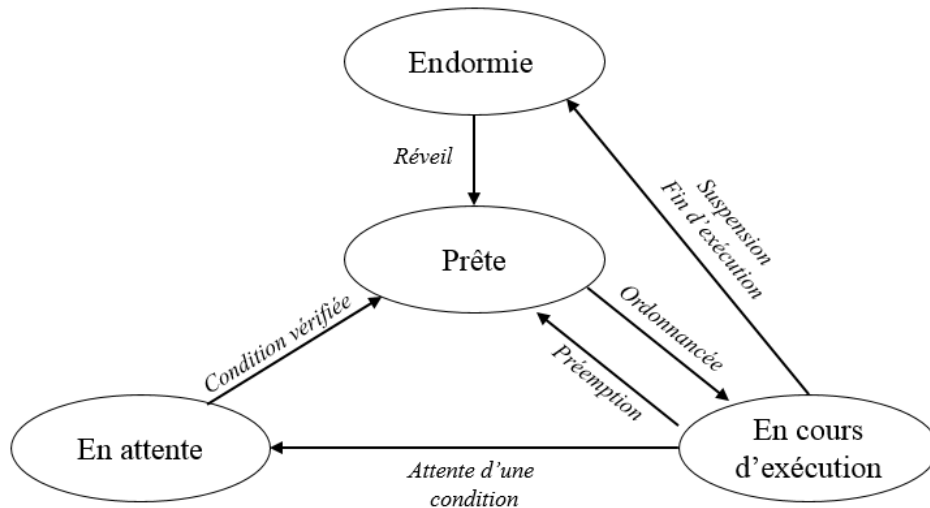 Endormie
Réveil
Suspension
Fin d'exécution
Prête
Condition vérifiée
Ordonnancée
Préemption
En attente
En cours
d'exécution
Attente d'une
condition